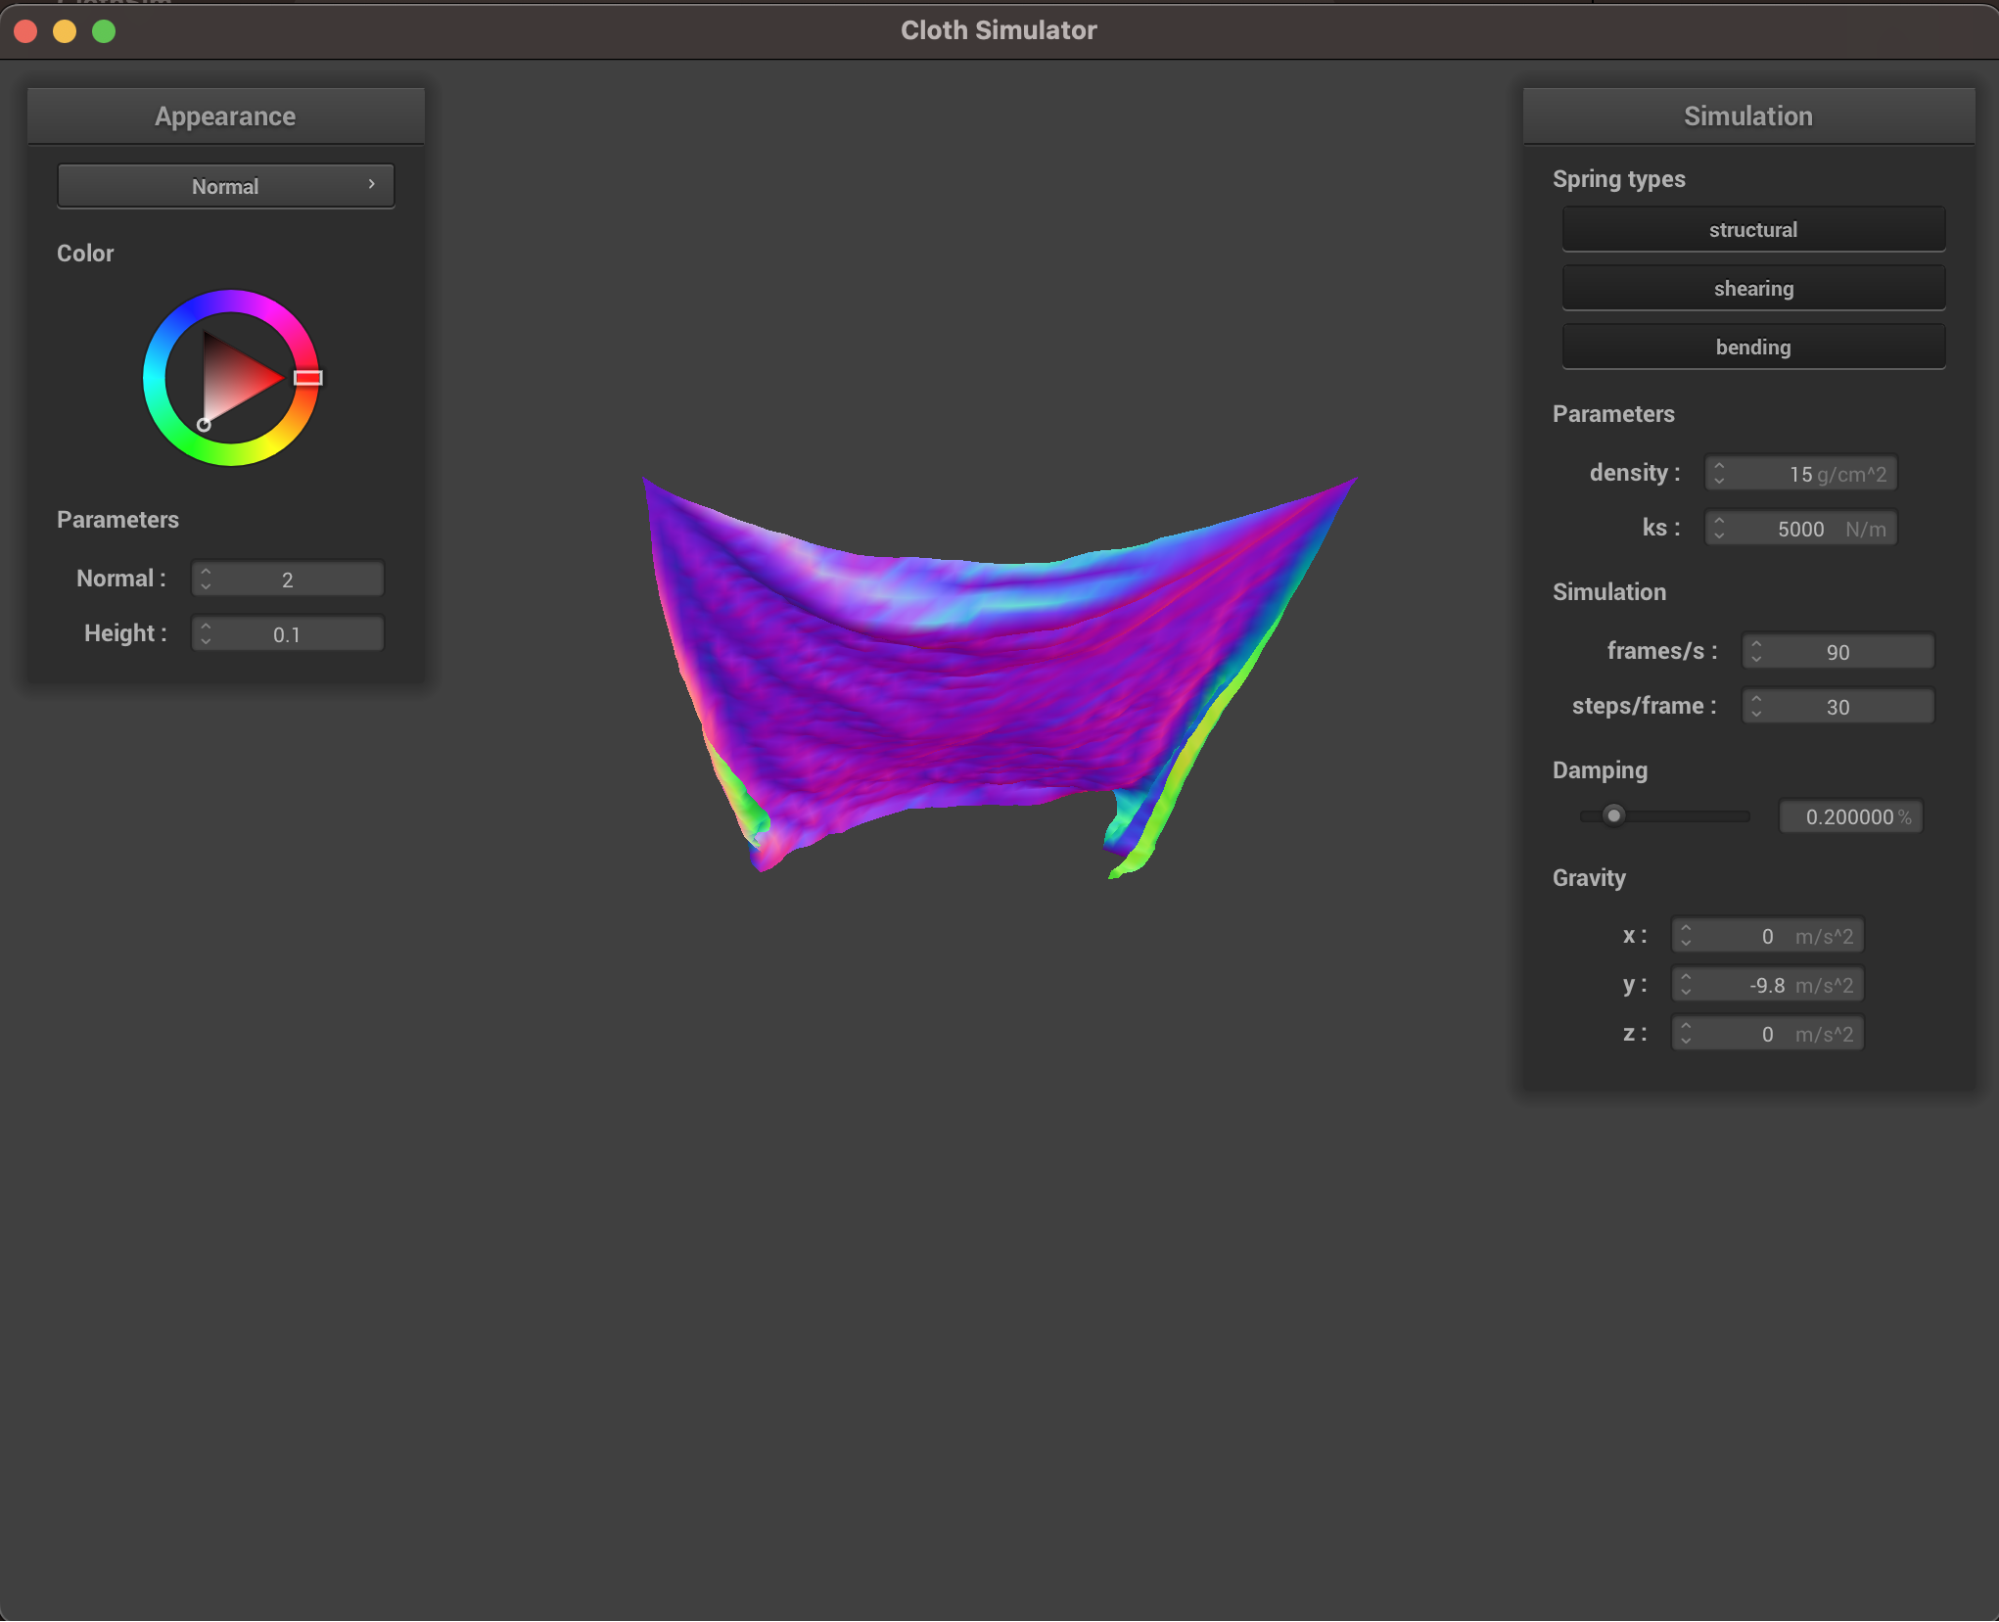 Cloth Simulator
Appearance
Normal
Color
Parameters
Normal : 2
Height : 0.1
Simulation
Spring types
structural
shearing
bending
Parameters
density : 15 g/cm^2
ks : 5000 N/m
Simulation
frames/s : 90
steps/frame : 30
Damping
0.200000 %
Gravity
x : 0 m/s^2
y : -9.8 m/s^2
z : 0 m/s^2